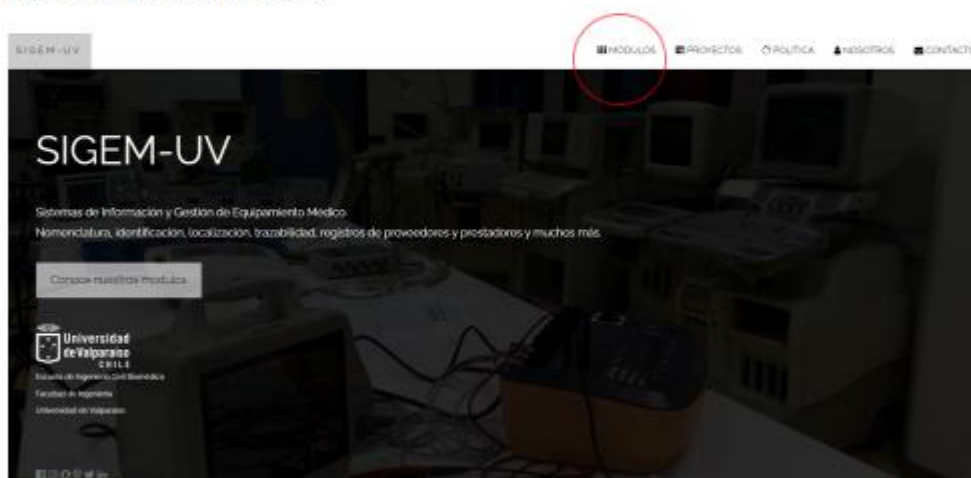 SIGEM-UV
MODULOS PROYECTOS POLITICA NOSOTROS CONTACTO
SIGEM-UV
Sistemas de Información y Gestión de Equipamiento Médico.
Nomenclatura, identificación, localización, trazabilidad, registros de proveedores y prestadores y muchos más.
Conoce nuestros modulos
Universidad
de Valparaíso
CHILE
Escuela de Ingeniería Civil Biomédica
Facultad de Ingeniería
Universidad de Valparaíso